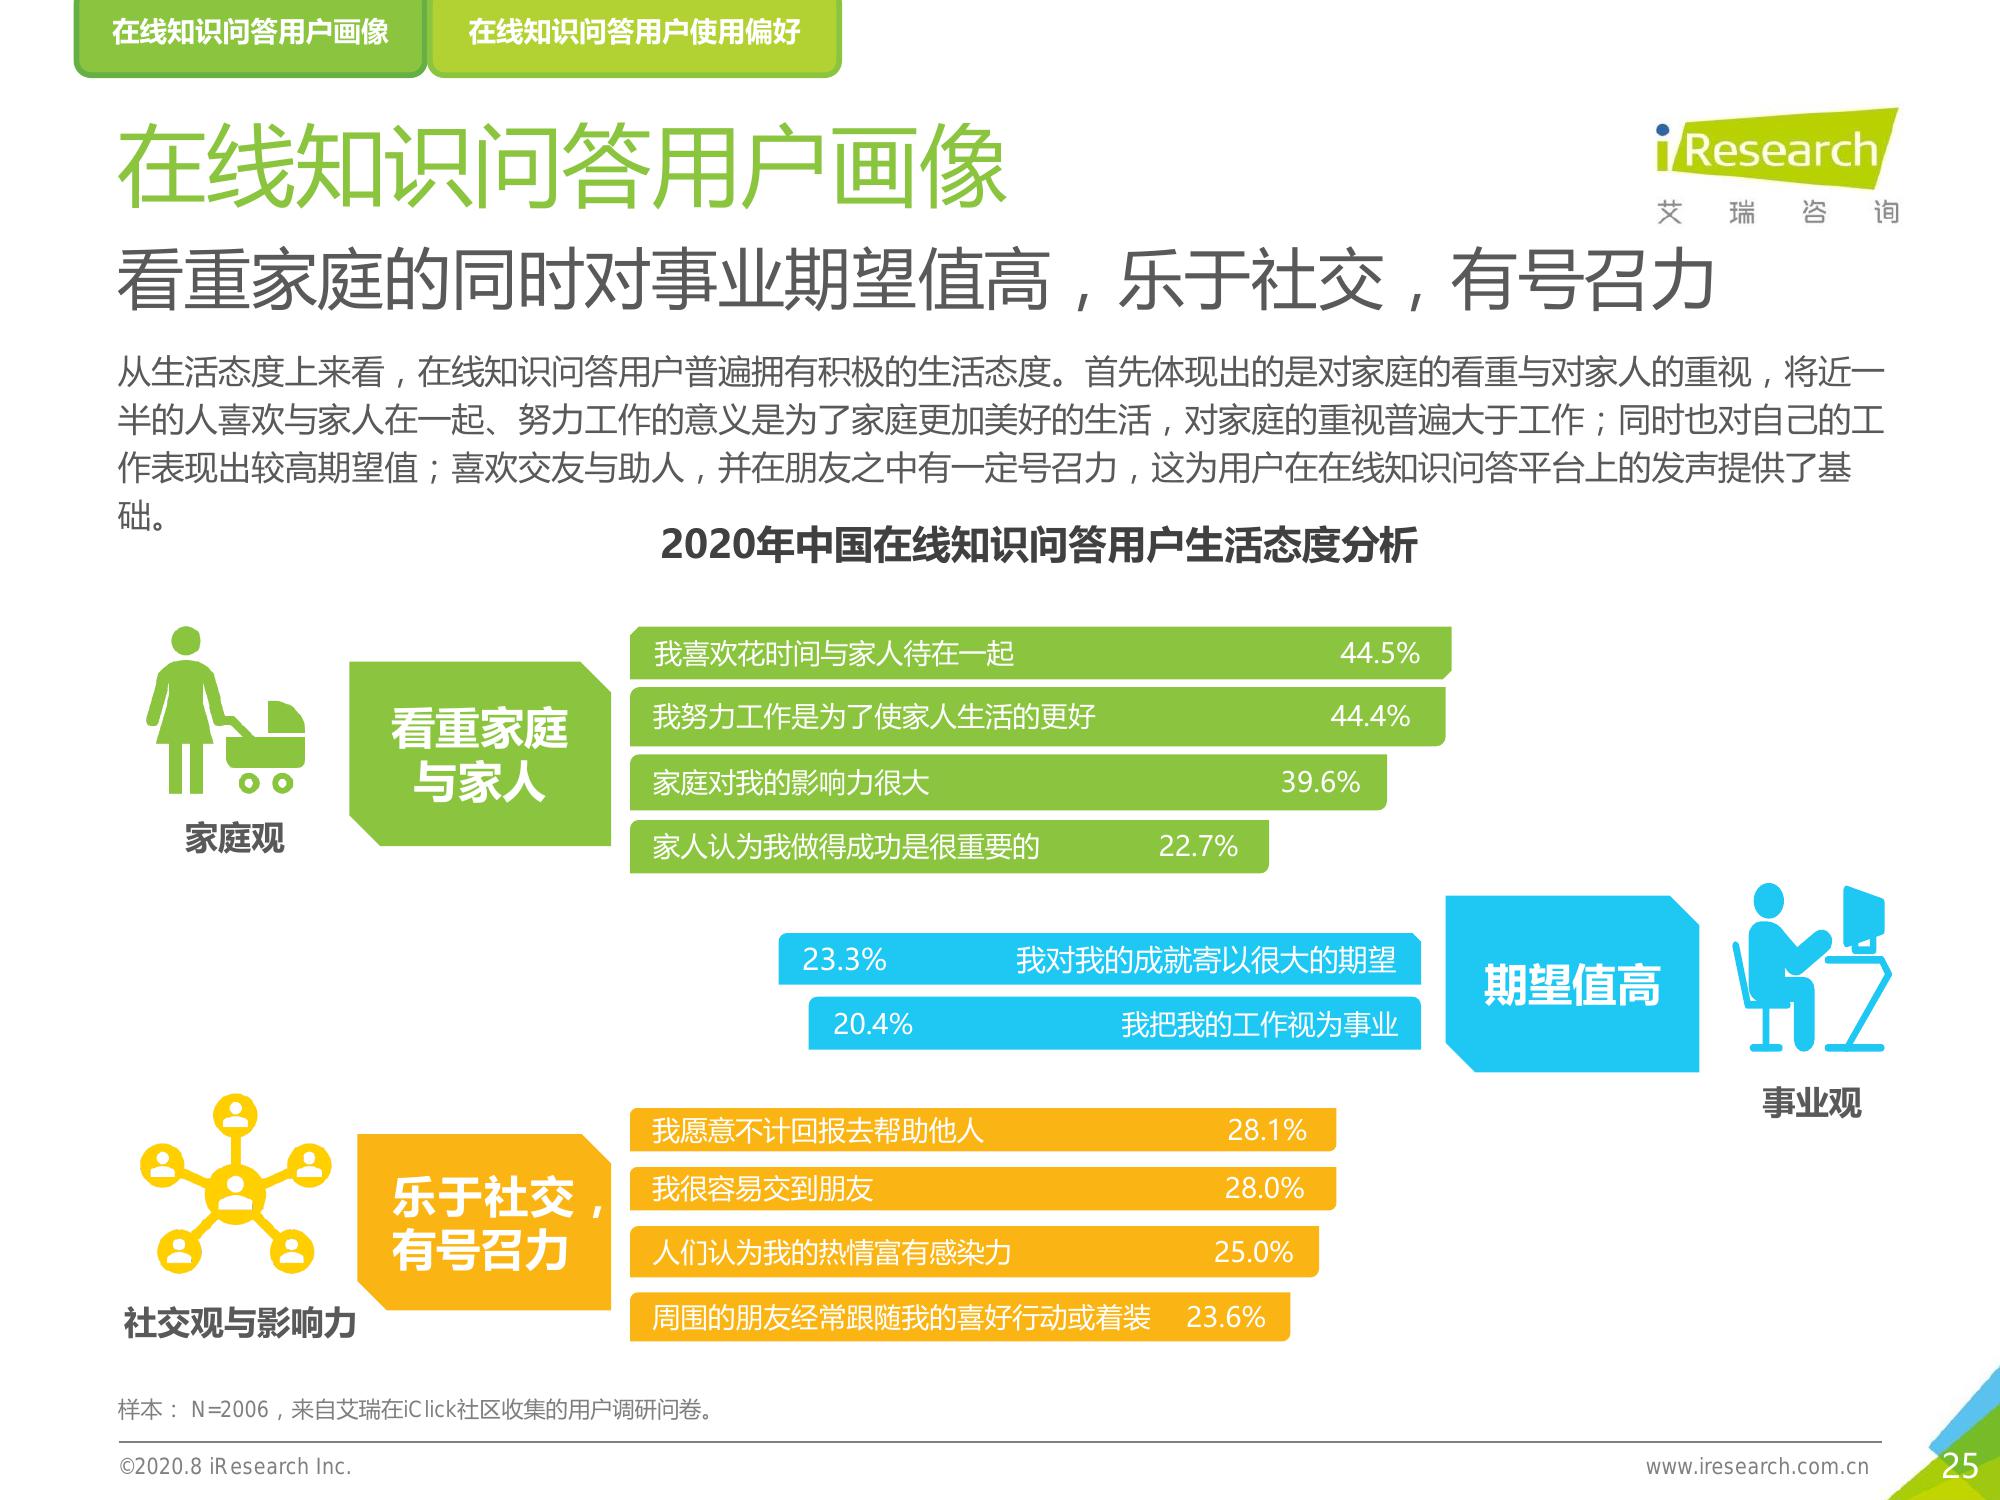 在线知识问答用户画像
在线知识问答用户使用偏好
在线知识问答用户画像
iResearch
艾瑞咨询
看重家庭的同时对事业期望值高，乐于社交，有号召力
从生活态度上来看，在线知识问答用户普遍拥有积极的生活态度。首先体现出的是对家庭的看重与对家人的重视，将近一
半的人喜欢与家人在一起、努力工作的意义是为了家庭更加美好的生活，对家庭的重视普遍大于工作；同时也对自己的工
作表现出较高期望值；喜欢交友与助人，并在朋友之中有一定号召力，这为用户在在线知识问答平台上的发声提供了基
础。
2020年中国在线知识问答用户生活态度分析
家庭观
看重家庭
与家人
我喜欢花时间与家人待在一起 44.5%
我努力工作是为了使家人生活的更好 44.4%
家庭对我的影响力很大 39.6%
家人认为我做得成功是很重要的 22.7%
23.3% 我对我的成就寄以很大的期望
20.4% 我把我的工作视为事业
期望值高
事业观
社交观与影响力
乐于社交，
有号召力
我愿意不计回报去帮助他人 28.1%
我很容易交到朋友 28.0%
人们认为我的热情富有感染力 25.0%
周围的朋友经常跟随我的喜好行动或着装 23.6%
样本：N=2006，来自艾瑞在iClick社区收集的用户调研问卷。
©2020.8 iResearch Inc.
www.iresearch.com.cn
25